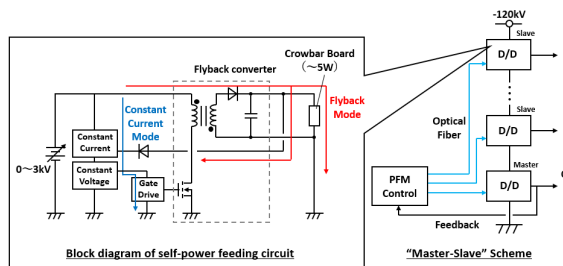 -120kV
Slave
D/D
Flyback converter
Crowbar Board
(～5W)
Constant
Current
Mode
Flyback
Mode
Constant
Current
Constant
Voltage
Gate
Drive
0～3kV
Optical
Fiber
Slave
D/D
Master
D/D
PFM
Control
Feedback
Block diagram of self-power feeding circuit
“Master-Slave” Scheme